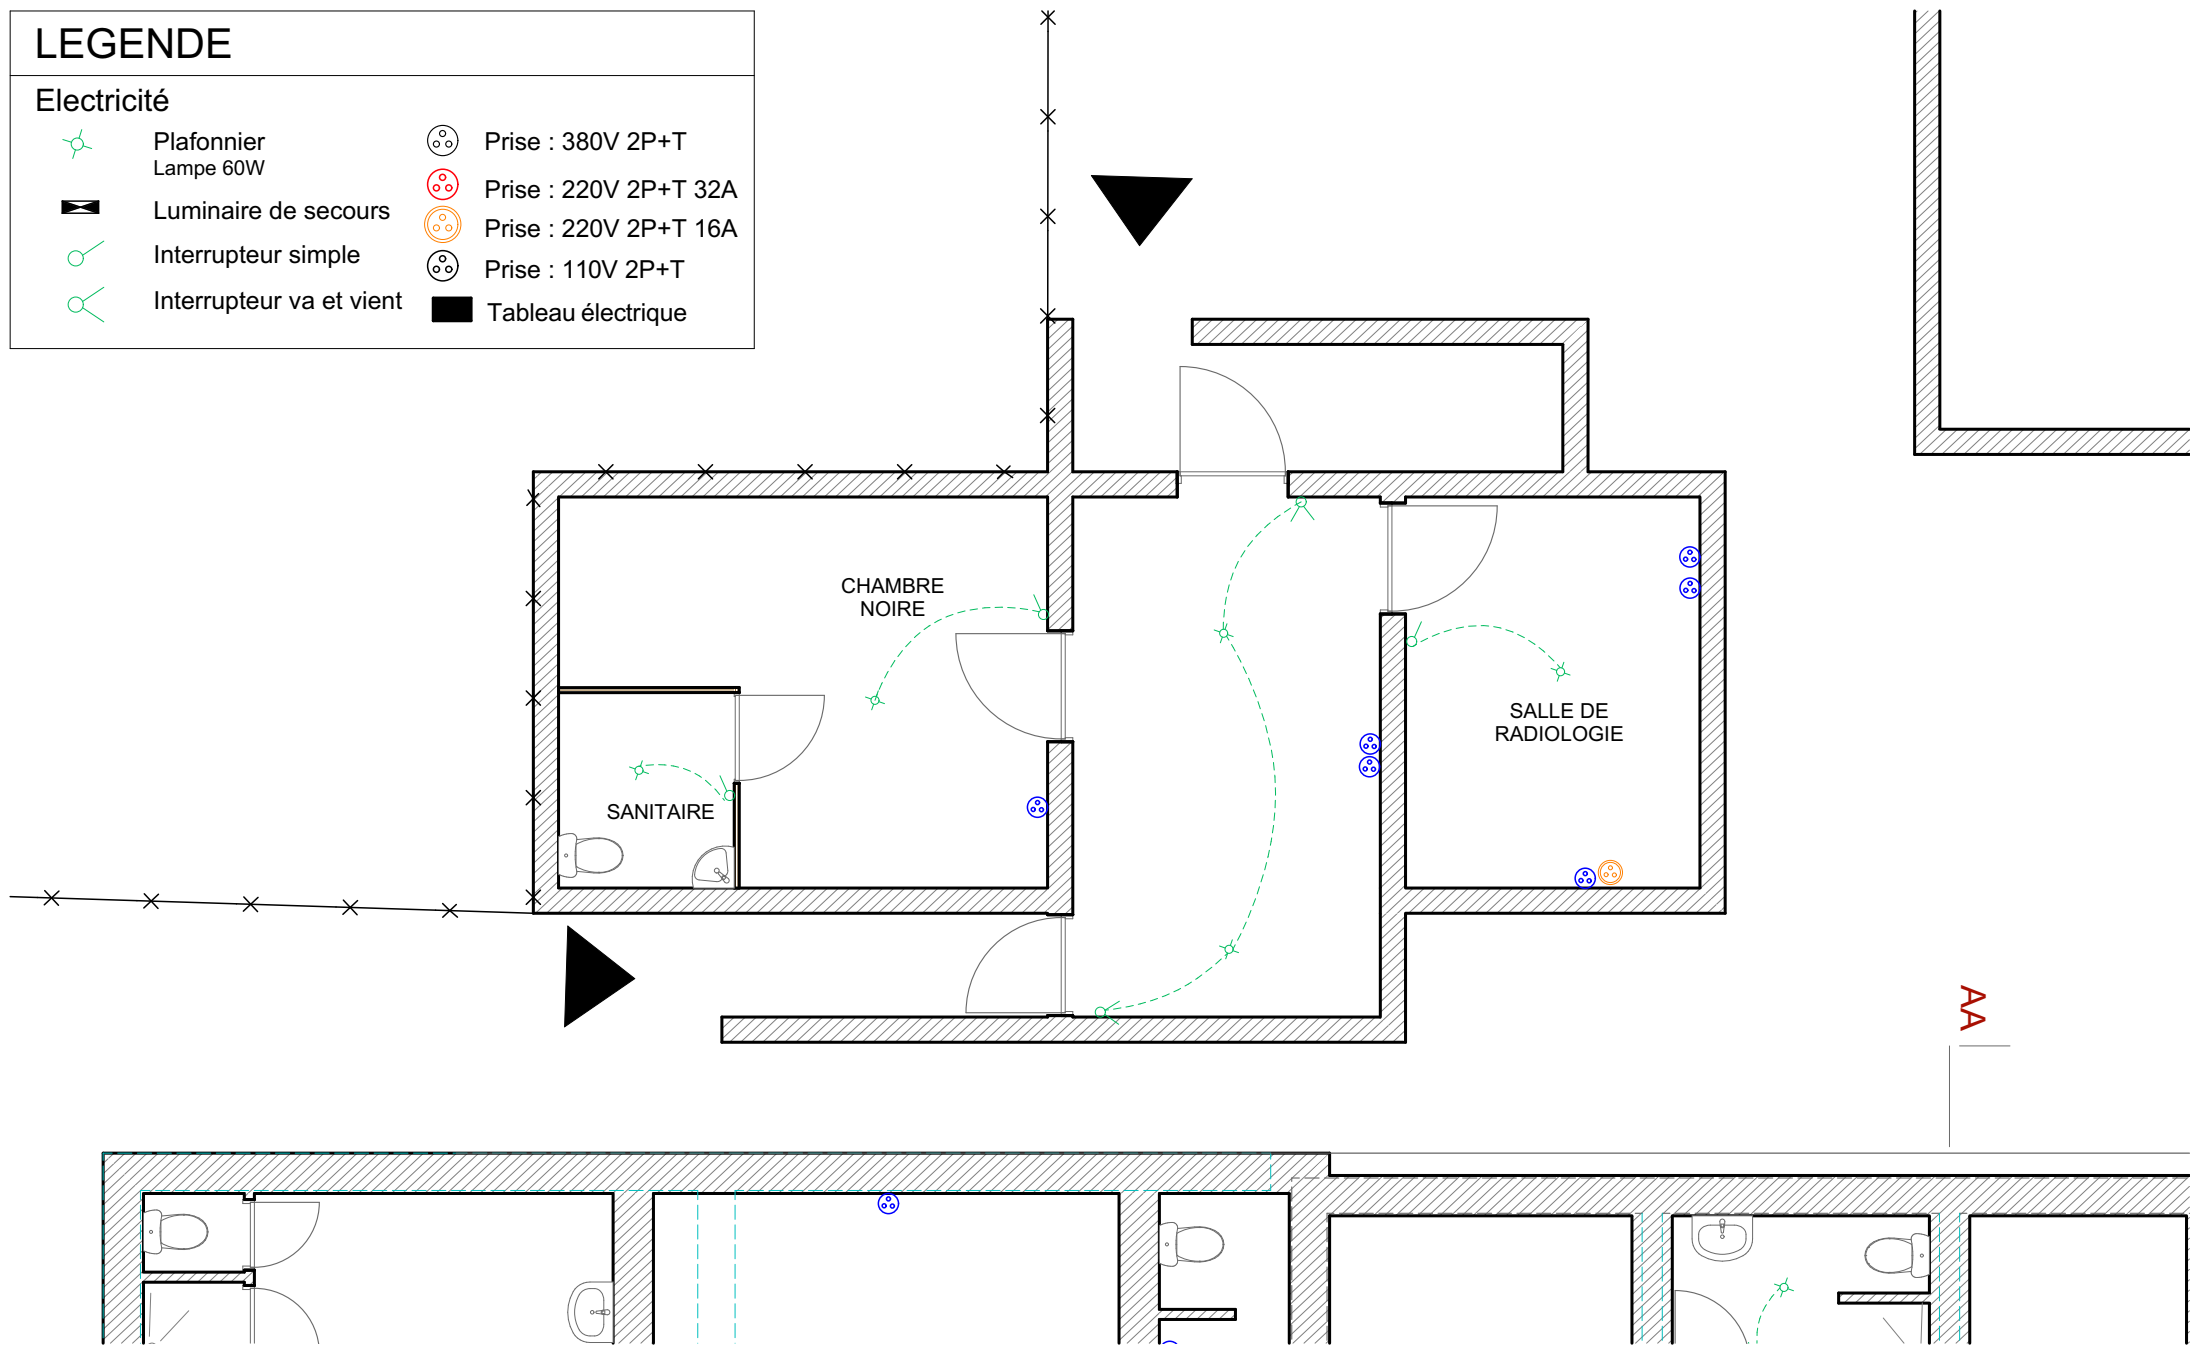 LEGENDE
Electricité
Plafonnier
Lampe 60W
Luminaire de secours
Interrupteur simple
Interrupteur va et vient
Prise : 380V 2P+T
Prise : 220V 2P+T 32A
Prise : 220V 2P+T 16A
Prise : 110V 2P+T
Tableau électrique
CHAMBRE
NOIRE
SALLE DE
RADIOLOGIE
SANITAIRE
AA